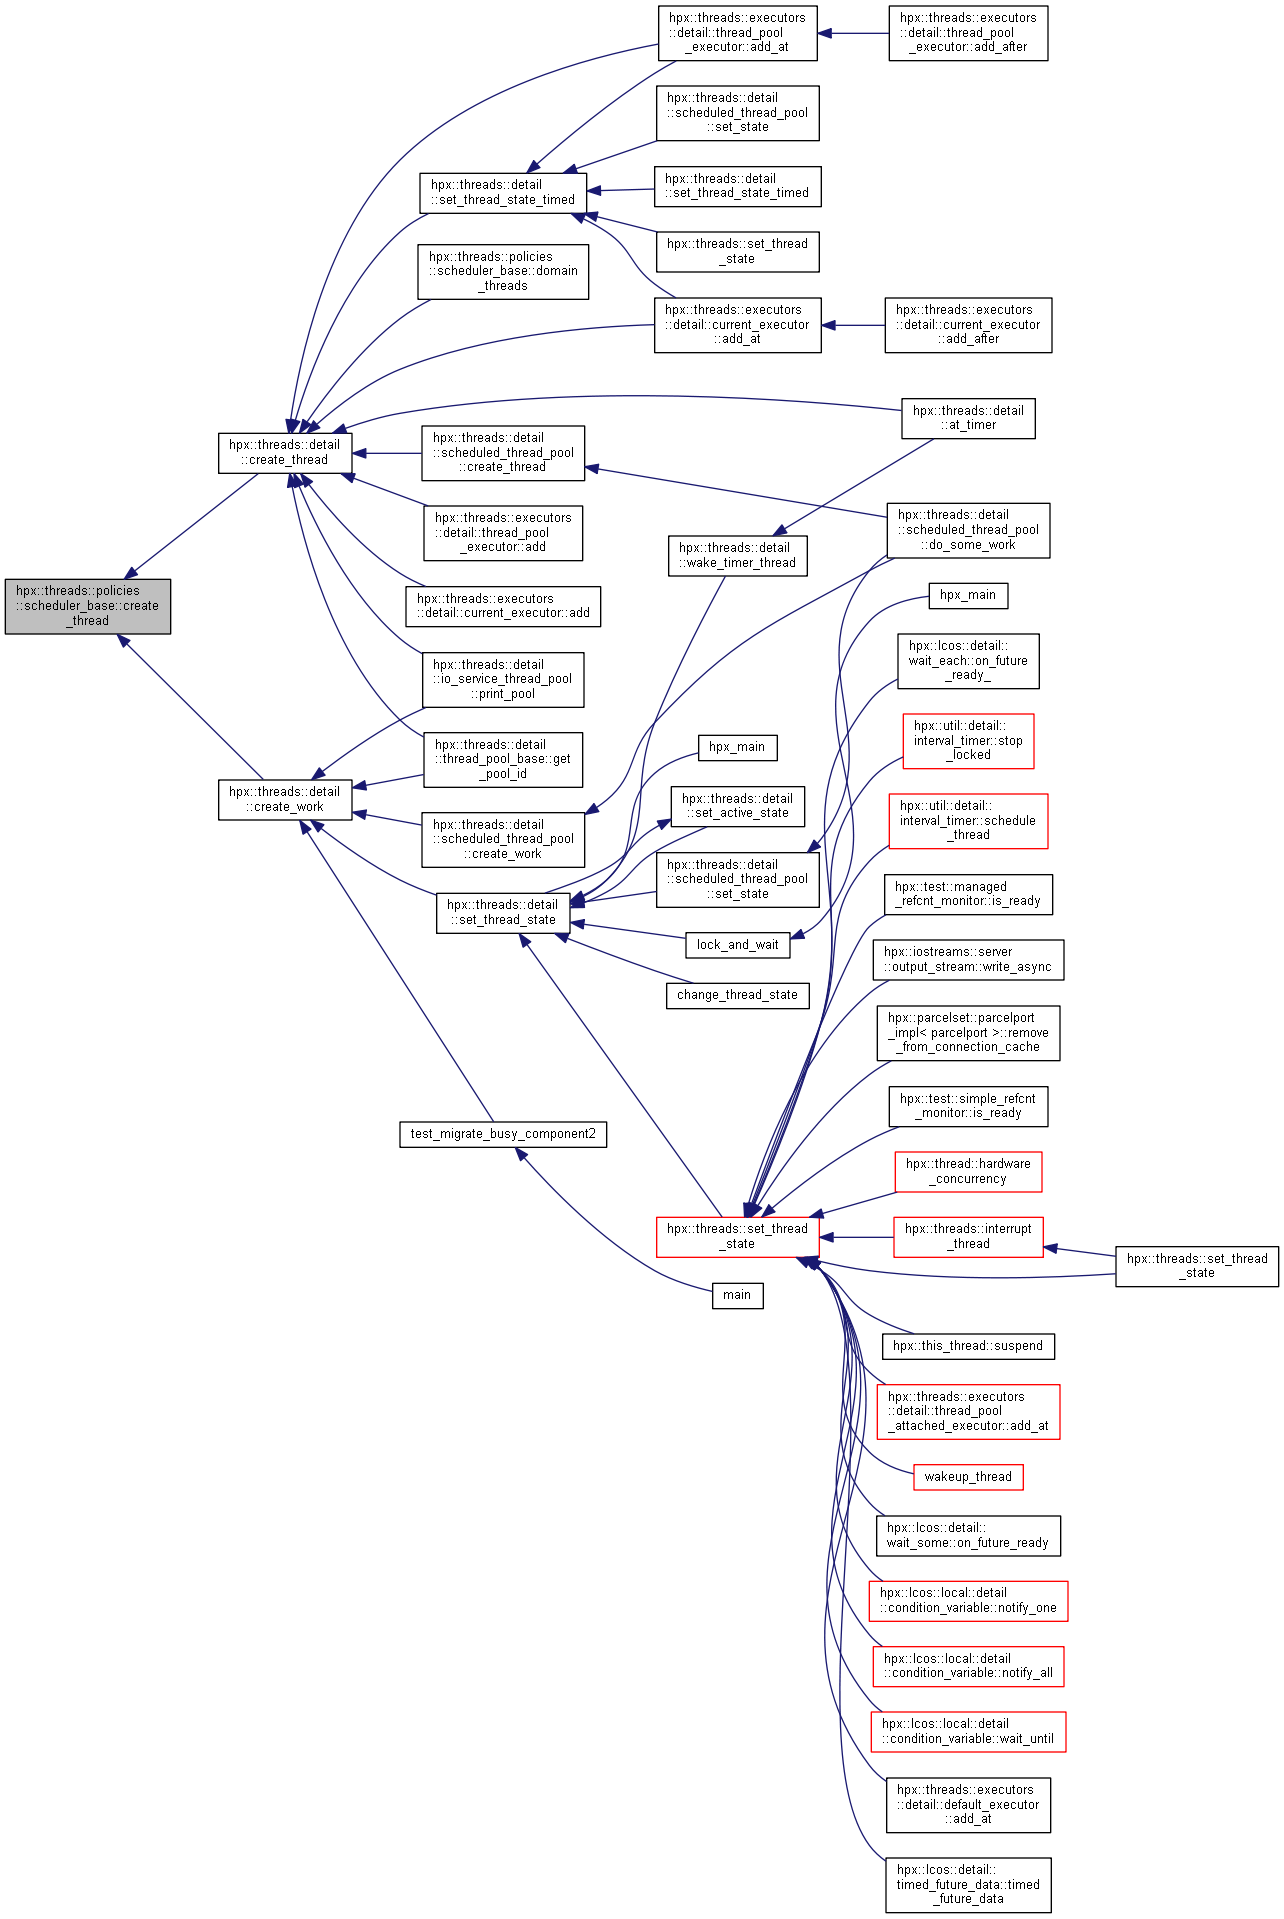 hpx::threads::executors
::detail::thread_pool
_executor::add_at
hpx::threads::executors
::detail::thread_pool
_executor::add_after
hpx::threads::detail
::scheduled_thread_pool
::set_state
hpx::threads::detail
::set_thread_state_timed
hpx::threads::detail
::set_thread_state_timed
hpx::threads::set_thread
_state
hpx::threads::policies
::scheduler_base::domain
_threads
hpx::threads::executors
::detail::current_executor
::add_at
hpx::threads::executors
::detail::current_executor
::add_after
hpx::threads::detail
::at_timer
hpx::threads::detail
::create_thread
hpx::threads::detail
::scheduled_thread_pool
::create_thread
hpx::threads::executors
::detail::thread_pool
_executor::add
hpx::threads::detail
::scheduled_thread_pool
::do_some_work
hpx::threads::detail
::wake_timer_thread
hpx::threads::policies
::scheduler_base::create
_thread
hpx::threads::executors
::detail::current_executor::add
hpx_main
hpx::lcos::detail::
wait_each::on_future
_ready_
hpx::threads::detail
::io_service_thread_pool
::print_pool
hpx::util::detail::
interval_timer::stop
_locked
hpx::threads::detail
::thread_pool_base::get
_pool_id
hpx_main
hpx::threads::detail
::create_work
hpx::threads::detail
::set_active_state
hpx::util::detail::
interval_timer::schedule
_thread
hpx::threads::detail
::scheduled_thread_pool
::create_work
hpx::threads::detail
::scheduled_thread_pool
::set_state
hpx::test::managed
_refcnt_monitor::is_ready
hpx::threads::detail
::set_thread_state
lock_and_wait
hpx::iostreams::server
::output_stream::write_async
change_thread_state
hpx::parcelset::parcelport
_impl< parcelport >::remove
_from_connection_cache
hpx::test::simple_refcnt
_monitor::is_ready
test_migrate_busy_component2
hpx::thread::hardware
_concurrency
hpx::threads::set_thread
_state
hpx::threads::interrupt
_thread
hpx::threads::set_thread
_state
main
hpx::this_thread::suspend
hpx::threads::executors
::detail::thread_pool
_attached_executor::add_at
wakeup_thread
hpx::lcos::detail::
wait_some::on_future_ready
hpx::lcos::local::detail
::condition_variable::notify_one
hpx::lcos::local::detail
::condition_variable::notify_all
hpx::lcos::local::detail
::condition_variable::wait_until
hpx::threads::executors
::detail::default_executor
::add_at
hpx::lcos::detail::
timed_future_data::timed
_future_data